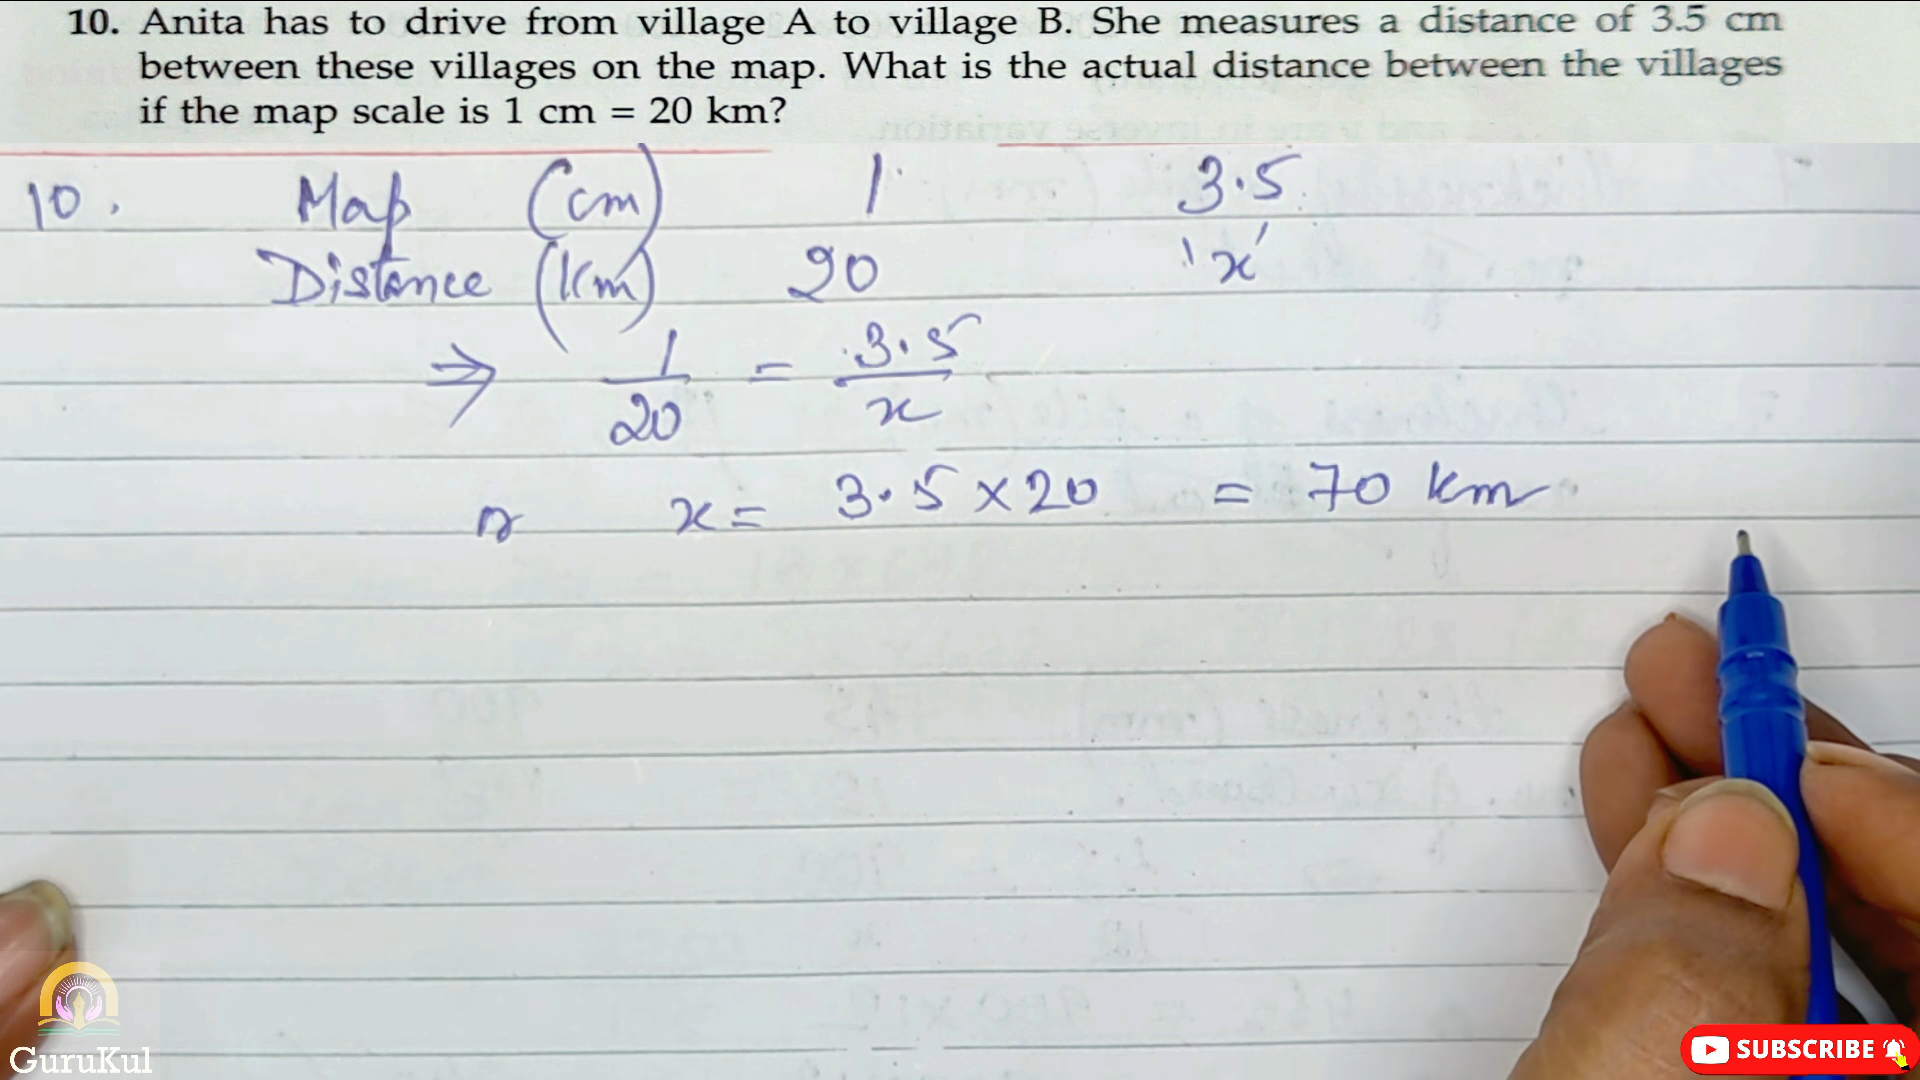 10. Anita has to drive from village A to village B. She measures a distance of 3.5 cm
between these villages on the map. What is the actual distance between the villages
if the map scale is 1 cm = 20 km?
10. Map (cm) 1 3.5
Distance (Km) 20 'x'
⇒ 1/20 = 3.5/x
x = 3.5 × 20 = 70 km
GuruKul
SUBSCRIBE